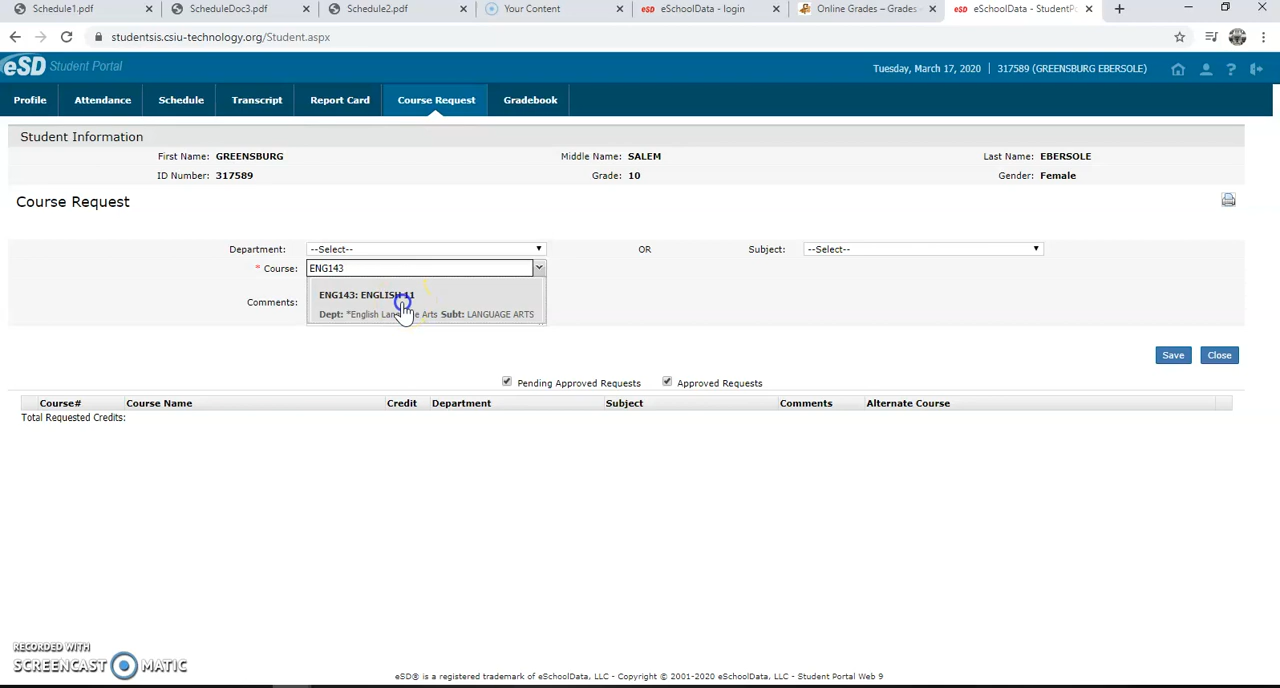 Schedule1.pdf × ScheduleDoc3.pdf × Schedule2.pdf × Your Content × esD eSchoolData - login × Online Grades – Grades × esD eSchoolData - StudentPo ×
studentsis.csiu-technology.org/Student.aspx
eSD Student Portal Tuesday, March 17, 2020 | 317589 (GREENSBURG EBERSOLE) ?
Profile Attendance Schedule Transcript Report Card Course Request Gradebook
Student Information
First Name: GREENSBURG Middle Name: SALEM Last Name: EBERSOLE
ID Number: 317589 Grade: 10 Gender: Female
Course Request
Department: --Select-- OR Subject: --Select--
* Course: ENG143
ENG143: ENGLISH 11
Comments:
Dept: *English Arts Subt: LANGUAGE ARTS
Save Close
Pending Approved Requests Approved Requests
Course# Course Name Credit Department Subject Comments Alternate Course
Total Requested Credits:
RECORDED WITH
SCREENCAST MATIC
eSD® is a registered trademark of eSchoolData, LLC - Copyright © 2001-2020 eSchoolData, LLC - Student Portal Web 9